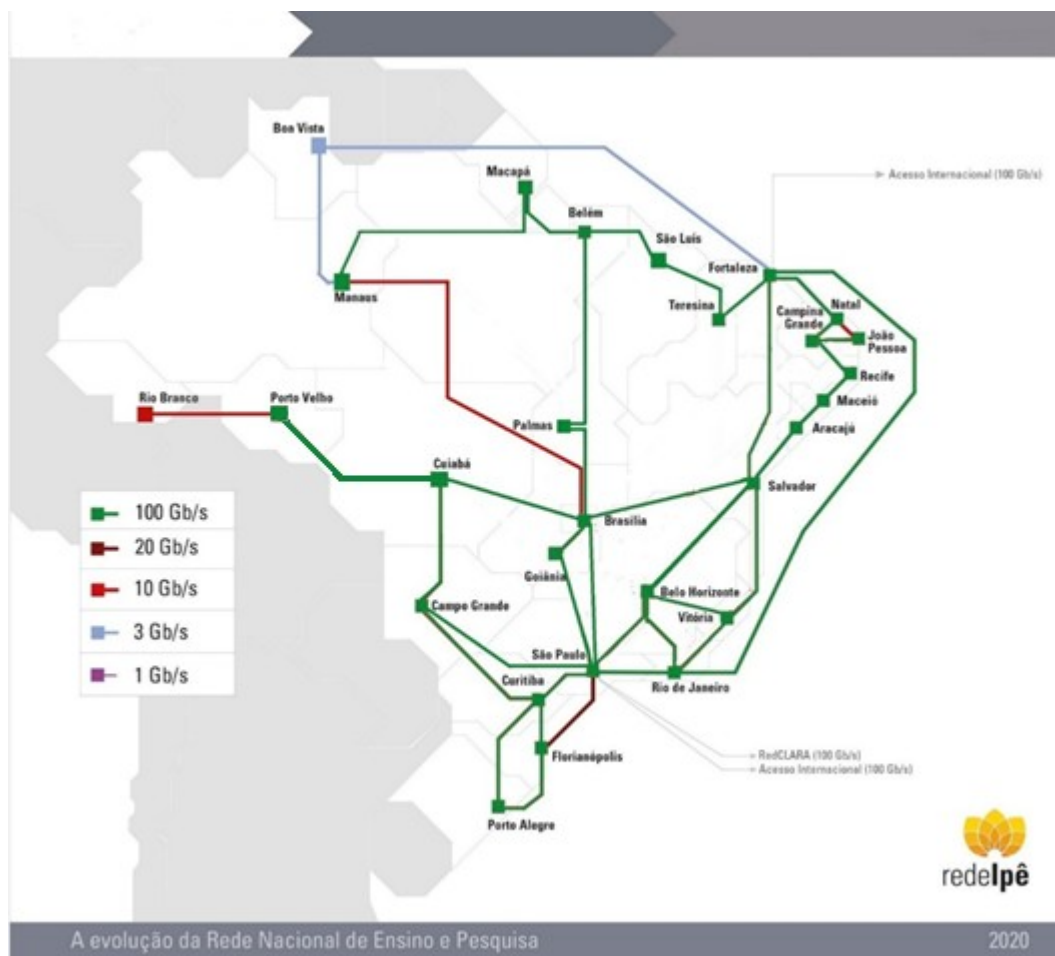 Boa Vista
Macapá
Acesso Internacional (100 Gb/s)
Belém
São Luís
Fortaleza
Manaus
Teresina
Campina
Grande
Natal
João
Pessoa
Recife
Rio Branco
Porto Velho
Maceió
Palmas
Aracajú
Cuiabá
Salvador
100 Gb/s
Brasília
20 Gb/s
Goiânia
10 Gb/s
Belo Horizonte
Campo Grande
Vitória
3 Gb/s
São Paulo
1 Gb/s
Curitiba
Rio de Janeiro
Florianópolis
RedCLARA (100 Gb/s)
Acesso Internacional (100 Gb/s)
Porto Alegre
redeIpê
A evolução da Rede Nacional de Ensino e Pesquisa
2020